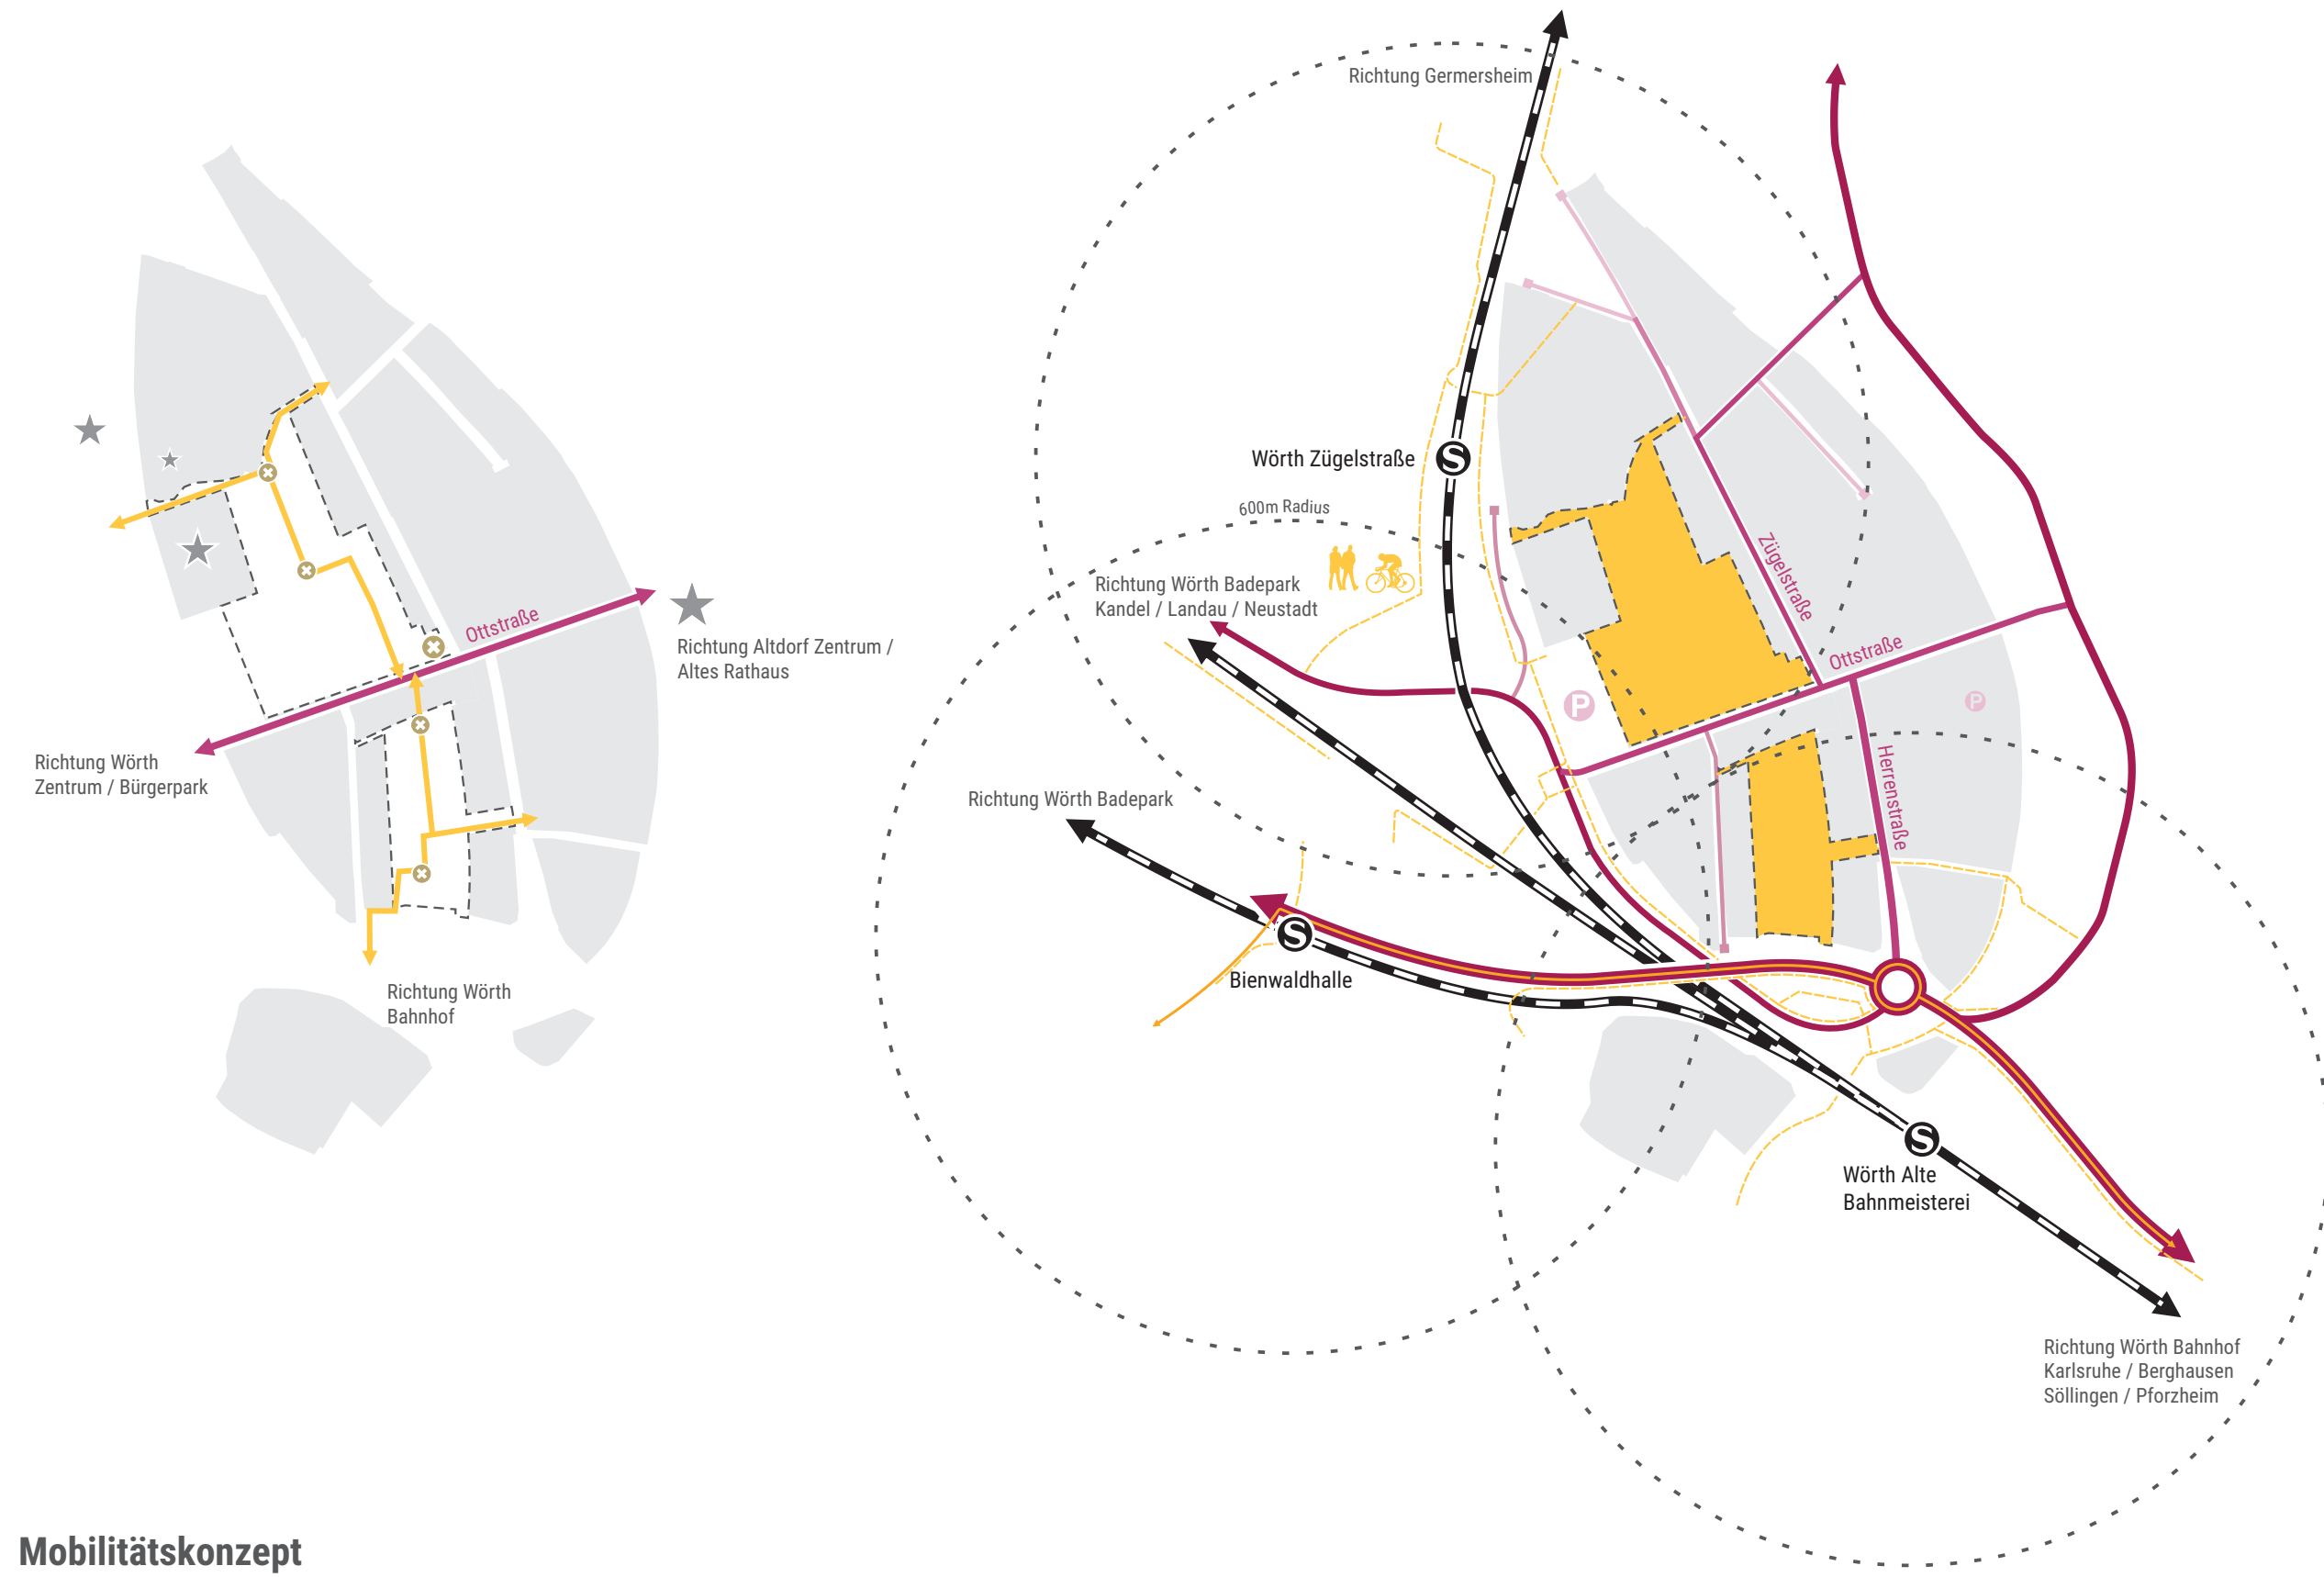 Richtung Germersheim
Wörth Zügelstraße
600m Radius
Richtung Wörth Badepark
Kandel / Landau / Neustadt
Zügelstraße
Ottstraße
P
P
Herrenstraße
Richtung Wörth Badepark
S
S
S
Bienwaldhalle
Wörth Alte
Bahnmeisterei
Richtung Wörth Bahnhof
Karlsruhe / Berghausen
Söllingen / Pforzheim
Ottstraße
Richtung Altdorf Zentrum /
Altes Rathaus
Richtung Wörth
Zentrum / Bürgerpark
Richtung Wörth
Bahnhof
Mobilitätskonzept